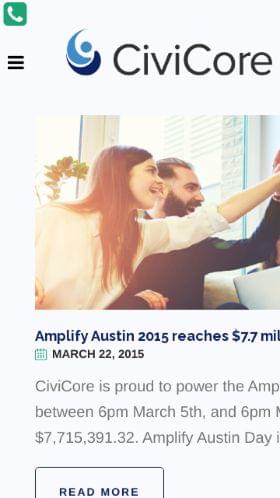 CiviCore
Amplify Austin 2015 reaches $7.7
MARCH 22, 2015
CiviCore is proud to power the
between 6pm March 5th, and 6pm
$7,715,391.32. Amplify Austin Day
READ MORE